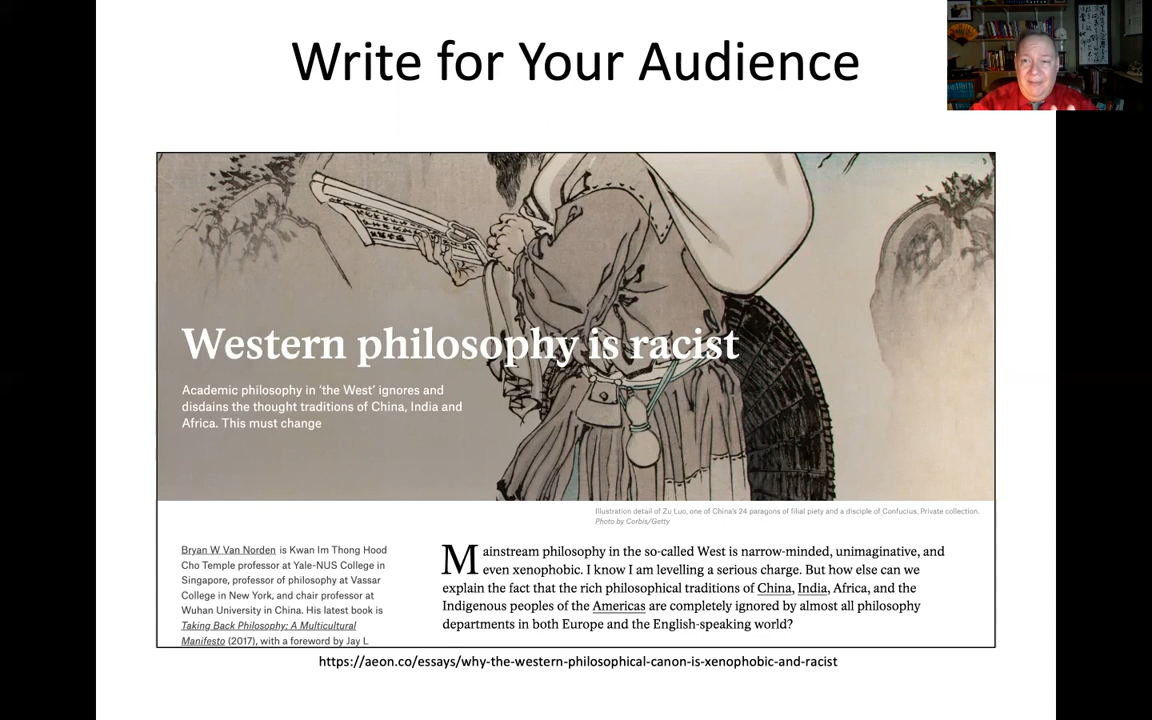 Write for Your Audience
Western philosophy is racist
Academic philosophy in ‘the West’ ignores and
disdains the thought traditions of China, India and
Africa. This must change
Illustration detail of Zu Luo, one of China's 24 paragons of filial piety and a disciple of Confucius. Private collection.
Photo by Corbis/Getty
Bryan W Van Norden is Kwan Im Thong Hood
Cho Temple professor at Yale-NUS College in
Singapore, professor of philosophy at Vassar
College in New York, and chair professor at
Wuhan University in China. His latest book is
Taking Back Philosophy: A Multicultural
Manifesto (2017), with a foreword by Jay L
Mainstream philosophy in the so-called West is narrow-minded, unimaginative, and
even xenophobic. I know I am levelling a serious charge. But how else can we
explain the fact that the rich philosophical traditions of China, India, Africa, and the
Indigenous peoples of the Americas are completely ignored by almost all philosophy
departments in both Europe and the English-speaking world?
https://aeon.co/essays/why-the-western-philosophical-canon-is-xenophobic-and-racist